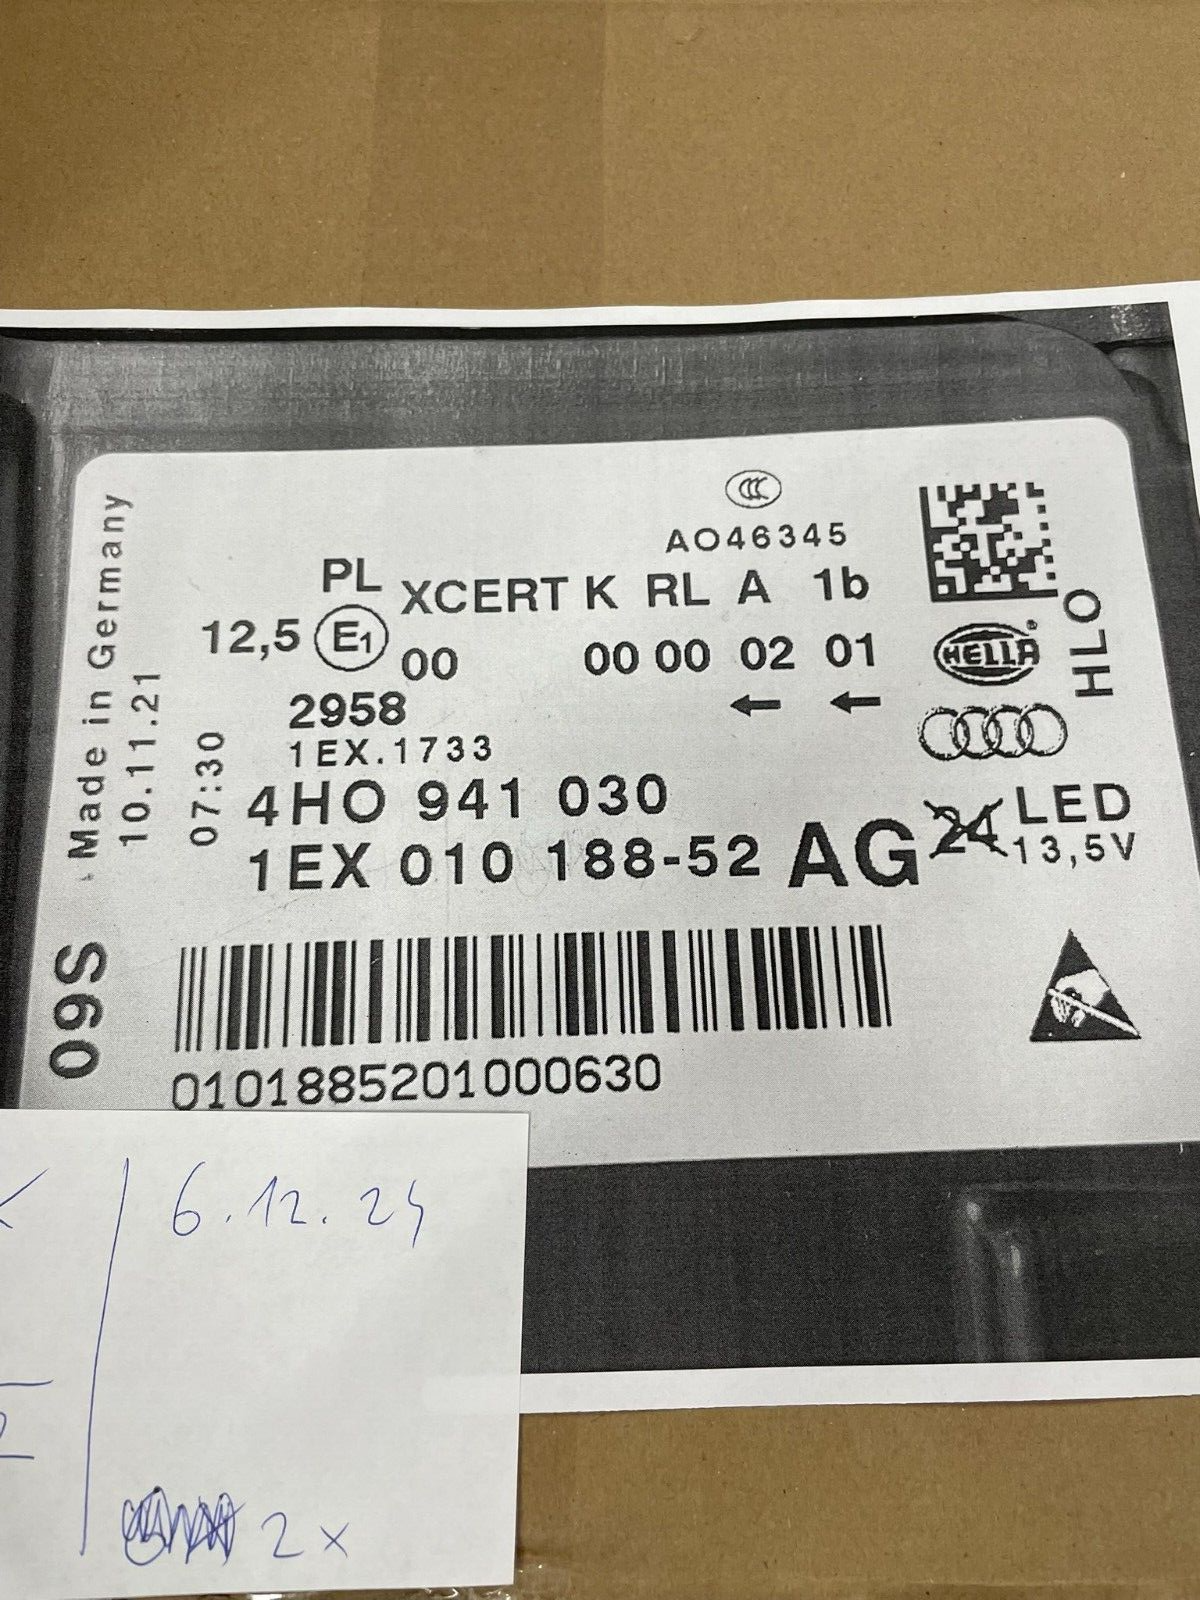 Made in Germany
10.11.21
07:30
09S
CCC
AO46345
PL XCERT K RL A 1b
12,5 E1 00 00 00 02 01
← ←
2958
1EX.1733
4HO 941 030
1EX 010 188-52 AG 24
HELLA®
HLO
LED
13,5V
0101885201000630
6.12.24
2x